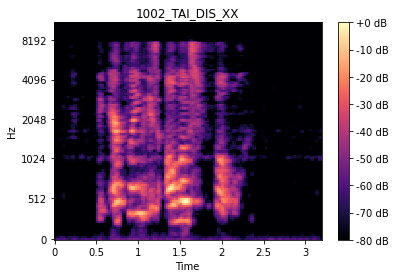 1002_TAI_DIS_XX
8192
4096
2048
1024
512
0
Hz
0
0.5
1
1.5
2
2.5
3
Time
+0 dB
-10 dB
-20 dB
-30 dB
-40 dB
-50 dB
-60 dB
-70 dB
-80 dB